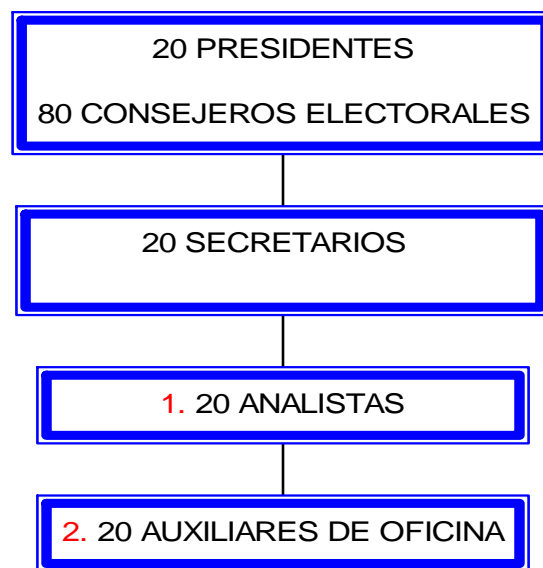 20 PRESIDENTES
80 CONSEJEROS ELECTORALES
20 SECRETARIOS
1. 20 ANALISTAS
2. 20 AUXILIARES DE OFICINA